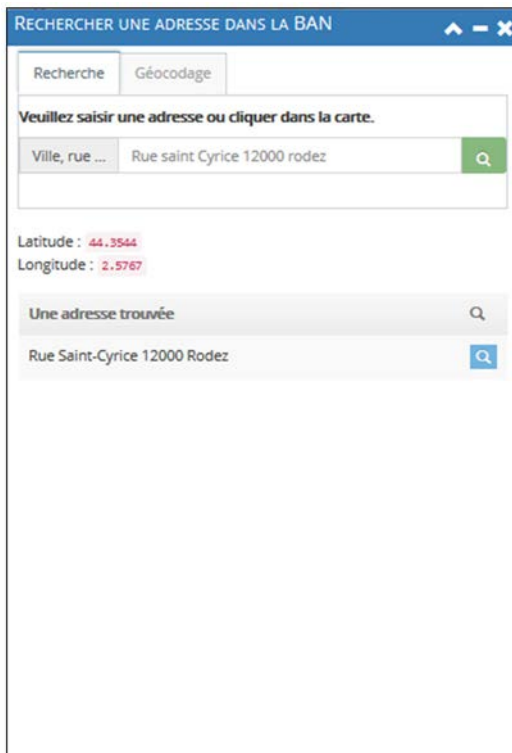 RECHERCHER UNE ADRESSE DANS LA BAN
Recherche Géocodage
Veuillez saisir une adresse ou cliquer dans la carte.
Ville, rue ... Rue saint Cyrice 12000 rodez
Latitude : 44.3544
Longitude : 2.5767
Une adresse trouvée
Rue Saint-Cyrice 12000 Rodez